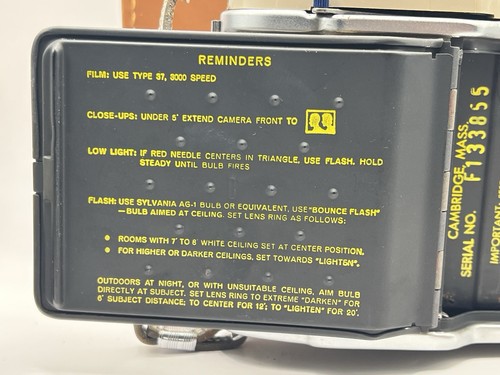 REMINDERS
FILM: USE TYPE 37, 3000 SPEED
CLOSE-UPS: UNDER 5' EXTEND CAMERA FRONT TO
LOW LIGHT: IF RED NEEDLE CENTERS IN TRIANGLE, USE FLASH. HOLD
STEADY UNTIL BULB FIRES
FLASH: USE SYLVANIA AG-1 BULB OR EQUIVALENT. USE "BOUNCE FLASH"
—BULB AIMED AT CEILING. SET LENS RING AS FOLLOWS:
● ROOMS WITH 7' TO 8' WHITE CEILING SET AT CENTER POSITION.
● FOR HIGHER OR DARKER CEILINGS. SET TOWARDS "LIGHTEN".
OUTDOORS AT NIGHT, OR WITH UNSUITABLE CEILING, AIM BULB
DIRECTLY AT SUBJECT. SET LENS RING TO EXTREME "DARKEN" FOR
6' SUBJECT DISTANCE; TO CENTER FOR 12'; TO "LIGHTEN" FOR 20'.
CAMBRIDGE, MASS.
SERIAL NO. F133855